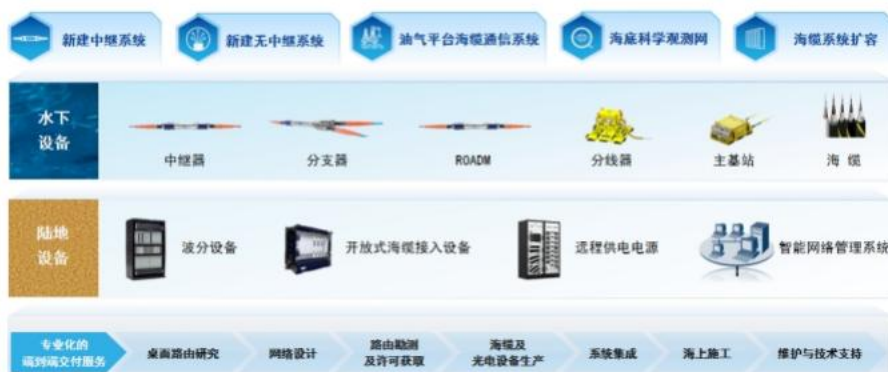 新建中继系统
新建无中继系统
油气平台海缆通信系统
海底科学观测网
海缆系统扩容
水下
设备
中继器
分支器
ROADM
分线器
主基站
海 缆
陆地
设备
波分设备
开放式海缆接入设备
远程供电电源
智能网络管理系统
专业化的
端到端交付服务
桌面路由研究
网络设计
路由勘测
及许可获取
海缆及
光电设备生产
系统集成
海上施工
维护与技术支持